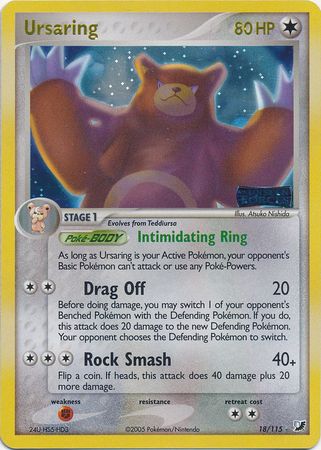 Ursaring 80 HP
Illus. Atsuko Nishida
STAGE 1
Evolves from Teddiursa
Poké-BODY Intimidating Ring
As long as Ursaring is your Active Pokémon, your opponent's
Basic Pokémon can't attack or use any Poké-Powers.
Drag Off 20
Before doing damage, you may switch 1 of your opponent's
Benched Pokémon with the Defending Pokémon. If you do,
this attack does 20 damage to the new Defending Pokémon.
Your opponent chooses the Defending Pokémon to switch.
Rock Smash 40+
Flip a coin. If heads, this attack does 40 damage plus 20
more damage.
weakness resistance retreat cost
©2005 Pokémon/Nintendo 18/115